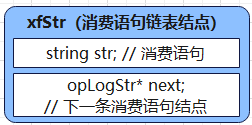 xfStr（消费语句链表结点）
string str; // 消费语句
opLogStr* next;
// 下一条消费语句结点